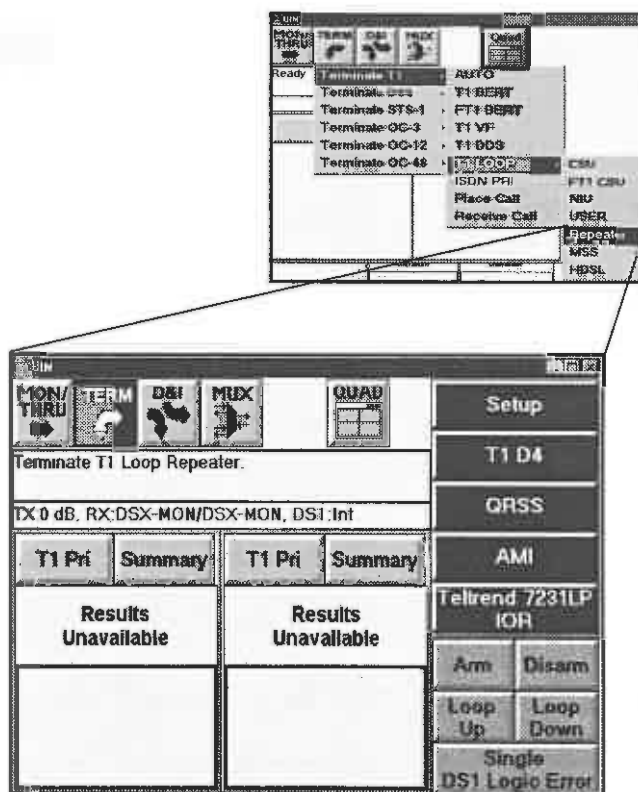 MON/
THRU
TERM
D&I
MUX
Quad
Ready
Terminate T1
AUTO
Terminate
T1 BERT
Terminate STS-1
FT1 BERT
Terminate OC-3
T1 VF
Terminate OC-12
T1 DDS
Terminate OC-48
T1 LOOP
CSU
ISDN PRI
FT1 CSU
Place Call
NIU
Receive Call
USER
Repeater
MSS
HDSL
MON/
THRU
TERM
D&I
MUX
QUAD
Setup
Terminate T1 Loop Repeater.
T1 D4
TX:0 dB, RX:DSX-MON/DSX-MON, DS1:Int
QRSS
T1 Pri
Summary
T1 Pri
Summary
AMI
Results
Unavailable
Results
Unavailable
Teltrend 7231LP
IOR
Arm
Disarm
Loop
Up
Loop
Down
Single
DS1 Logic Error